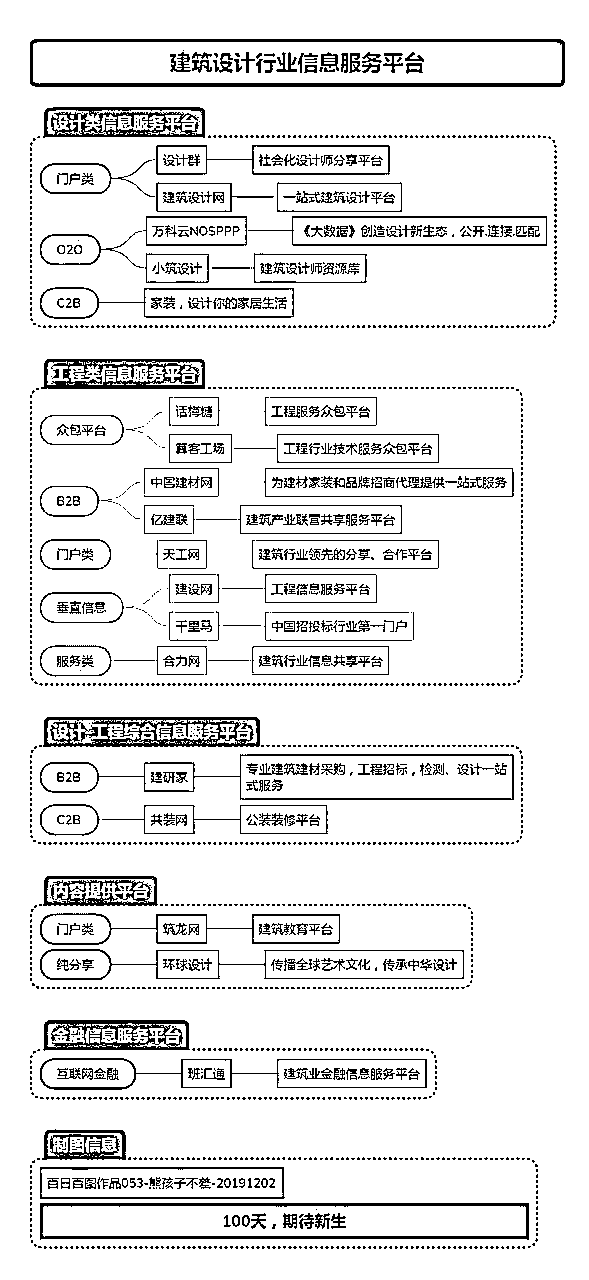 建筑设计行业信息服务平台
设计类信息服务平台
门户类
设计群
社会化设计师分享平台
建筑设计网
一站式建筑设计平台
O2O
万科云NOSPPP
《大数据》创造设计新生态，公开.连接.匹配
小筑设计
建筑设计师资源库
C2B
家装，设计你的家居生活
工程类信息服务平台
众包平台
话樽榶
工程服务众包平台
算客工场
工程行业技术服务众包平台
B2B
中国建材网
为建材家装和品牌招商代理提供一站式服务
亿建联
建筑产业联营共享服务平台
门户类
天工网
建筑行业领先的分享、合作平台
垂直信息
建设网
工程信息服务平台
千里马
中国招投标行业第一门户
服务类
合力网
建筑行业信息共享平台
设计-工程综合信息服务平台
B2B
建研家
专业建筑建材采购，工程招标，检测、设计一站
式服务
C2B
共装网
公装装修平台
内容提供平台
门户类
筑龙网
建筑教育平台
纯分享
环球设计
传播全球艺术文化，传承中华设计
金融信息服务平台
互联网金融
班汇通
建筑业金融信息服务平台
制图信息
百日百图作品053-熊孩子不差-20191202
100天，期待新生